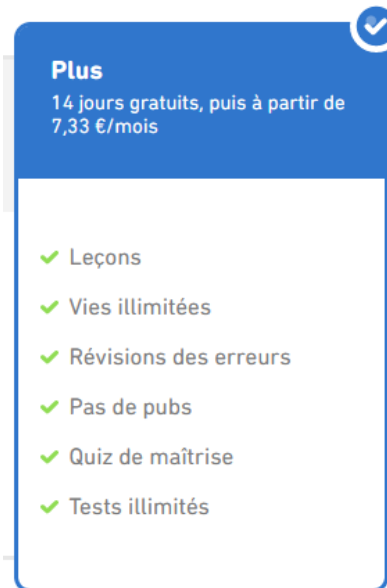 Plus
14 jours gratuits, puis à partir de
7,33 €/mois
Leçons
Vies illimitées
Révisions des erreurs
Pas de pubs
Quiz de maîtrise
Tests illimités